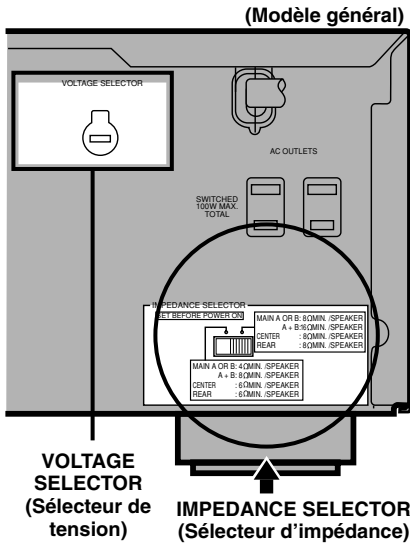 (Modèle général)
VOLTAGE SELECTOR
AC OUTLETS
SWITCHED
100W MAX.
TOTAL
IMPEDANCE SELECTOR
SET BEFORE POWER ON
MAIN A OR B: 8ΩMIN. /SPEAKER
A + B:16ΩMIN. /SPEAKER
CENTER : 8ΩMIN. /SPEAKER
REAR : 8ΩMIN. /SPEAKER
MAIN A OR B: 4ΩMIN. /SPEAKER
A + B: 8ΩMIN. /SPEAKER
CENTER : 6ΩMIN. /SPEAKER
REAR : 6ΩMIN. /SPEAKER
VOLTAGE
SELECTOR
(Sélecteur de
tension)
IMPEDANCE SELECTOR
(Sélecteur d'impédance)